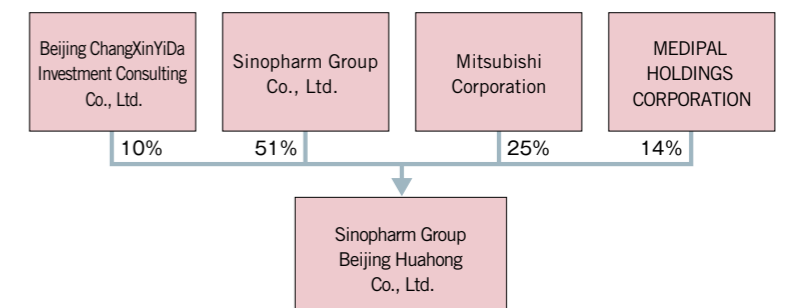 Beijing ChangXinYiDa
Investment Consulting
Co., Ltd.
Sinopharm Group
Co., Ltd.
Mitsubishi
Corporation
MEDIPAL
HOLDINGS
CORPORATION
10%
51%
25%
14%
Sinopharm Group
Beijing Huahong
Co., Ltd.